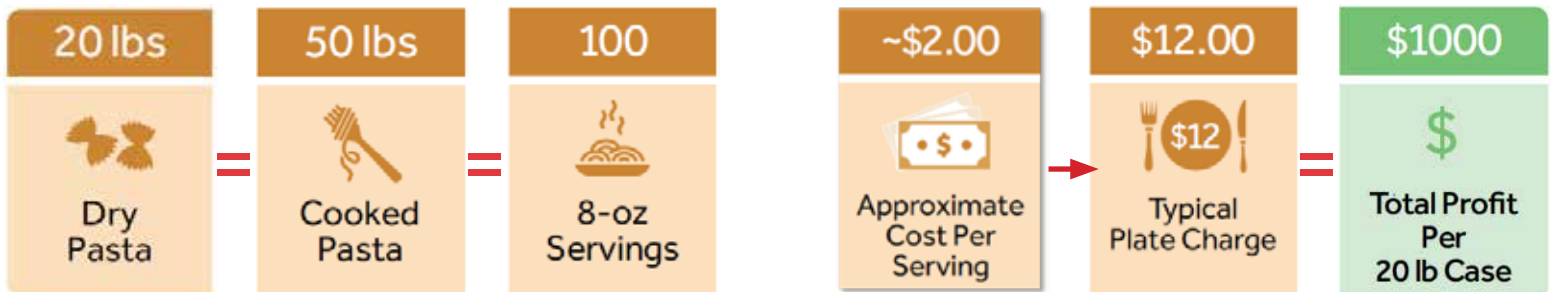 20 lbs
Dry
Pasta
=
50 lbs
Cooked
Pasta
=
100
8-oz
Servings
~$2.00
$
Approximate
Cost Per
Serving
$12.00
$12
Typical
Plate Charge
=
$1000
$
Total Profit
Per
20 lb Case